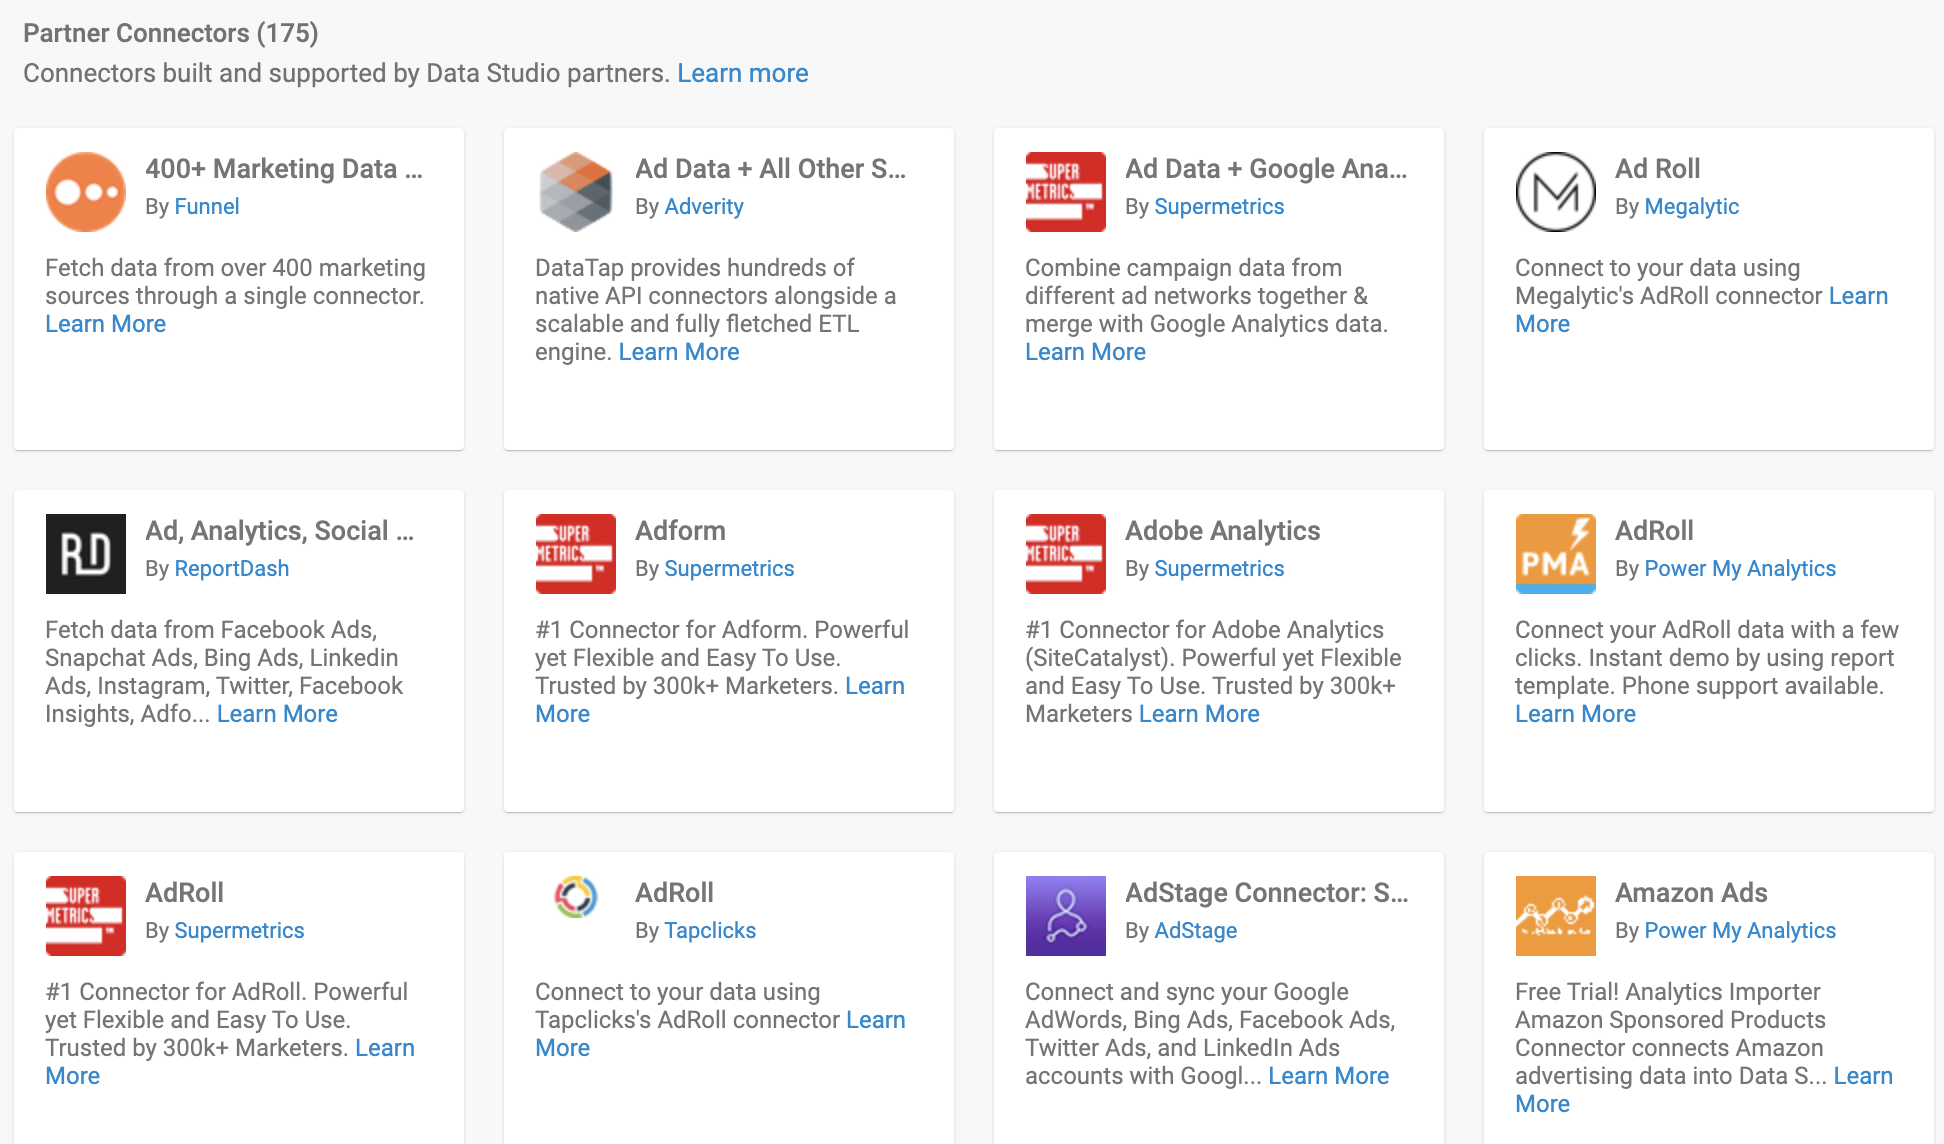 Partner Connectors (175)
Connectors built and supported by Data Studio partners. Learn more
400+ Marketing Data ...
By Funnel
Fetch data from over 400 marketing
sources through a single connector.
Learn More
Ad Data + All Other S...
By Adverity
DataTap provides hundreds of
native API connectors alongside a
scalable and fully fletched ETL
engine. Learn More
SUPER
METRICS
™
Ad Data + Google Ana...
By Supermetrics
Combine campaign data from
different ad networks together &
merge with Google Analytics data.
Learn More
M
Ad Roll
By Megalytic
Connect to your data using
Megalytic's AdRoll connector Learn
More
RD
Ad, Analytics, Social ...
By ReportDash
Fetch data from Facebook Ads,
Snapchat Ads, Bing Ads, Linkedin
Ads, Instagram, Twitter, Facebook
Insights, Adfo... Learn More
SUPER
METRICS
™
Adform
By Supermetrics
#1 Connector for Adform. Powerful
yet Flexible and Easy To Use.
Trusted by 300k+ Marketers. Learn
More
SUPER
METRICS
™
Adobe Analytics
By Supermetrics
#1 Connector for Adobe Analytics
(SiteCatalyst). Powerful yet Flexible
and Easy To Use. Trusted by 300k+
Marketers Learn More
PMA
AdRoll
By Power My Analytics
Connect your AdRoll data with a few
clicks. Instant demo by using report
template. Phone support available.
Learn More
SUPER
METRICS
™
AdRoll
By Supermetrics
#1 Connector for AdRoll. Powerful
yet Flexible and Easy To Use.
Trusted by 300k+ Marketers. Learn
More
AdRoll
By Tapclicks
Connect to your data using
Tapclicks's AdRoll connector Learn
More
AdStage Connector: S...
By AdStage
Connect and sync your Google
AdWords, Bing Ads, Facebook Ads,
Twitter Ads, and LinkedIn Ads
accounts with Googl... Learn More
Amazon Ads
By Power My Analytics
Free Trial! Analytics Importer
Amazon Sponsored Products
Connector connects Amazon
advertising data into Data S... Learn
More